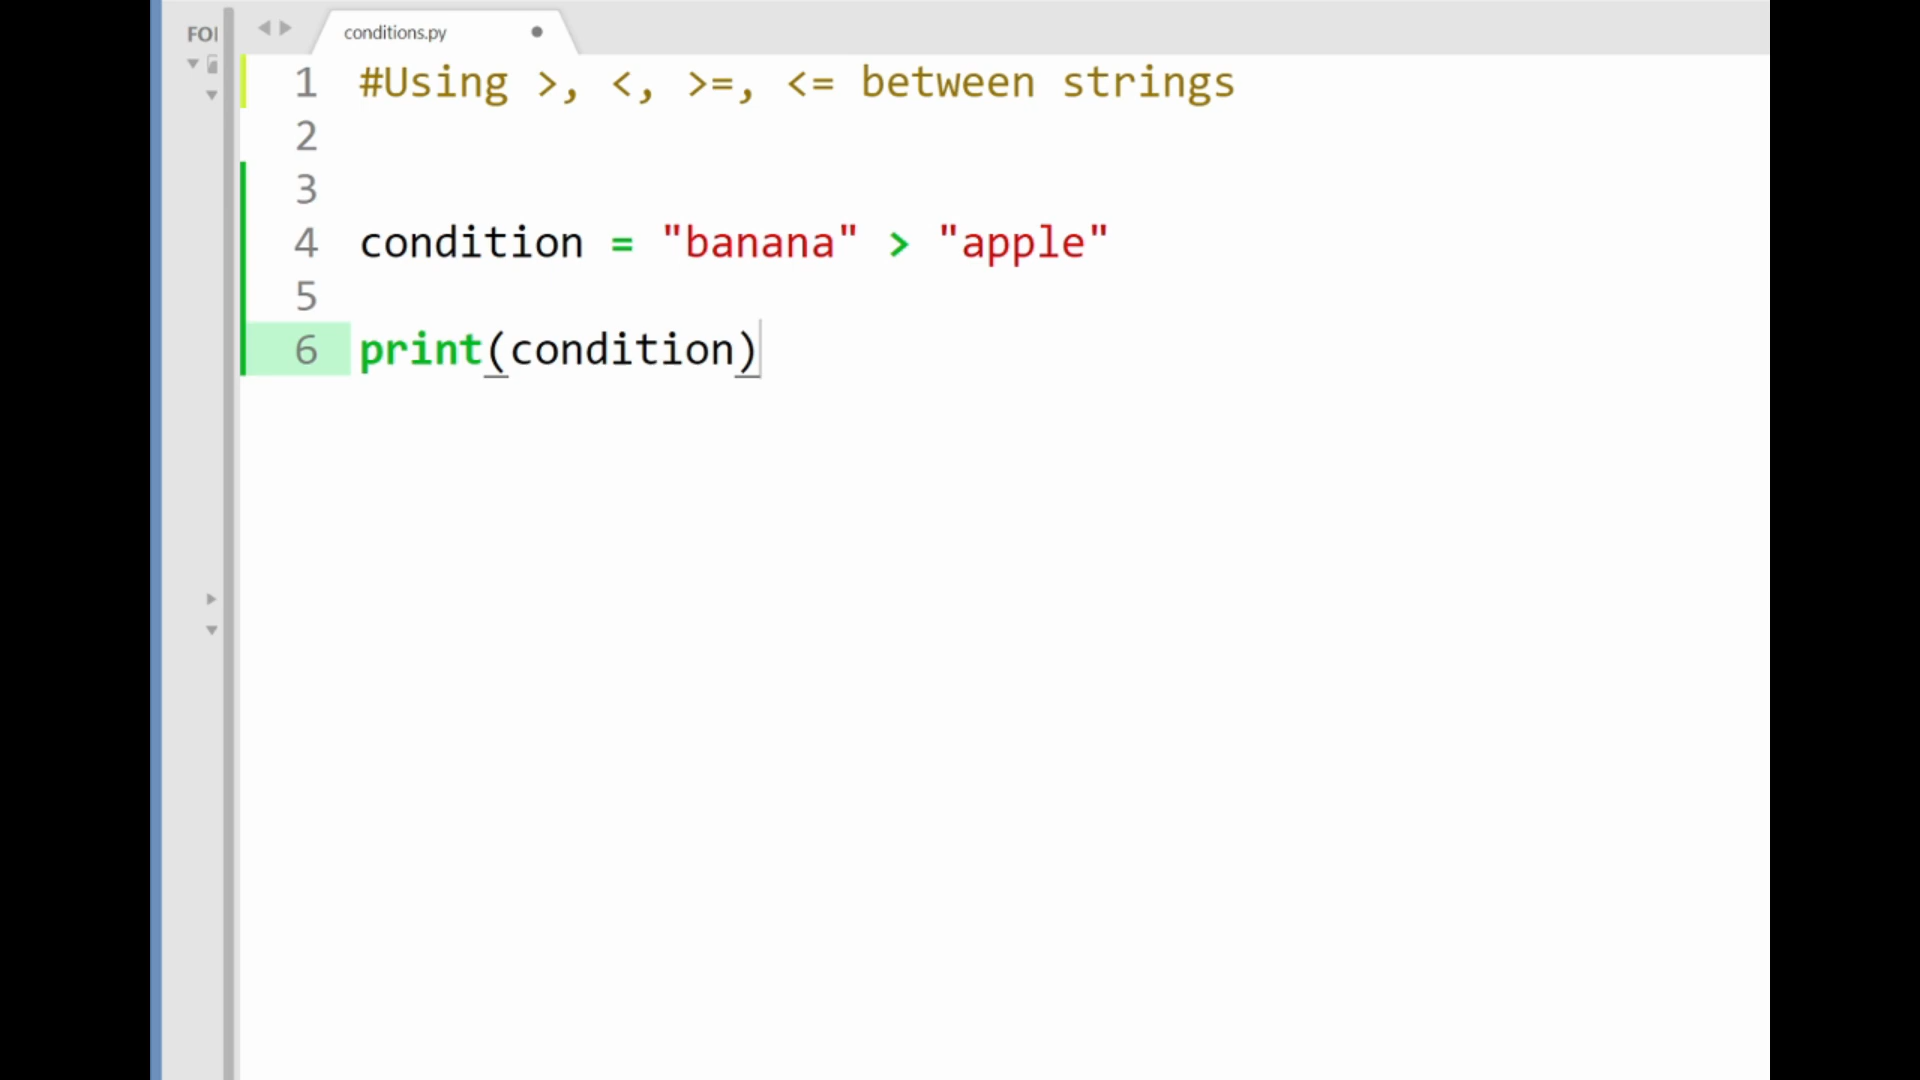 FOI
conditions.py
1 #Using >, <, >=, <= between strings
2
3
4 condition = "banana" > "apple"
5
6 print(condition)